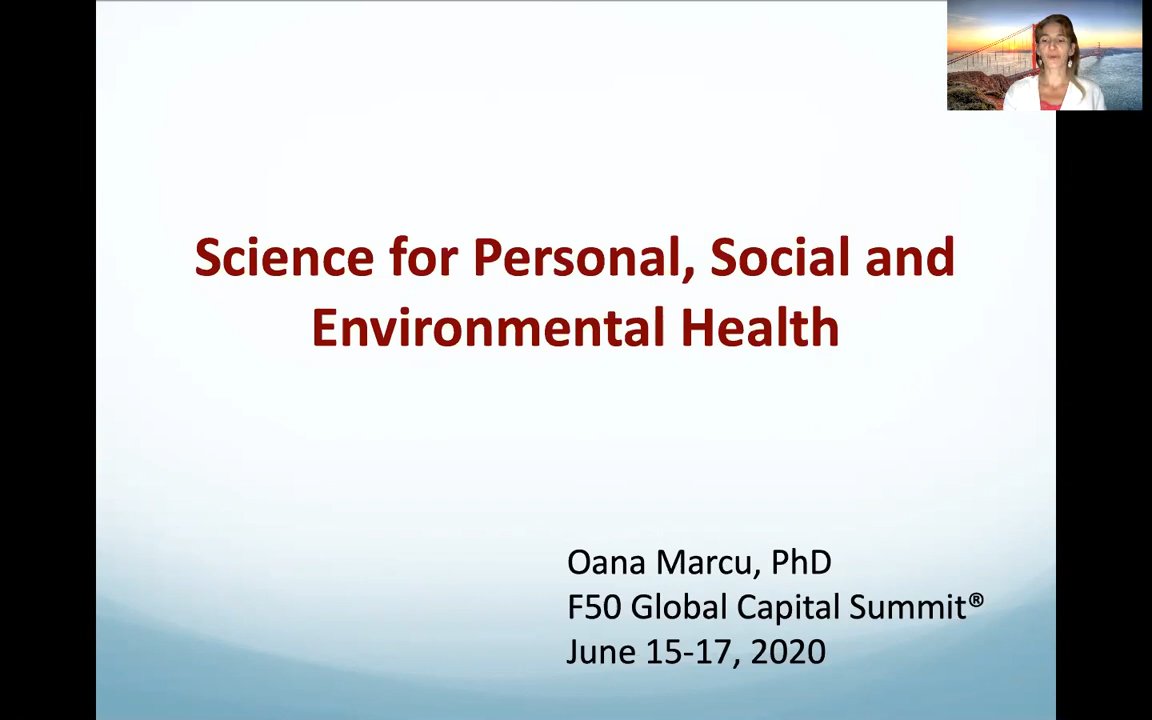 Science for Personal, Social and
Environmental Health
Oana Marcu, PhD
F50 Global Capital Summit®
June 15-17, 2020